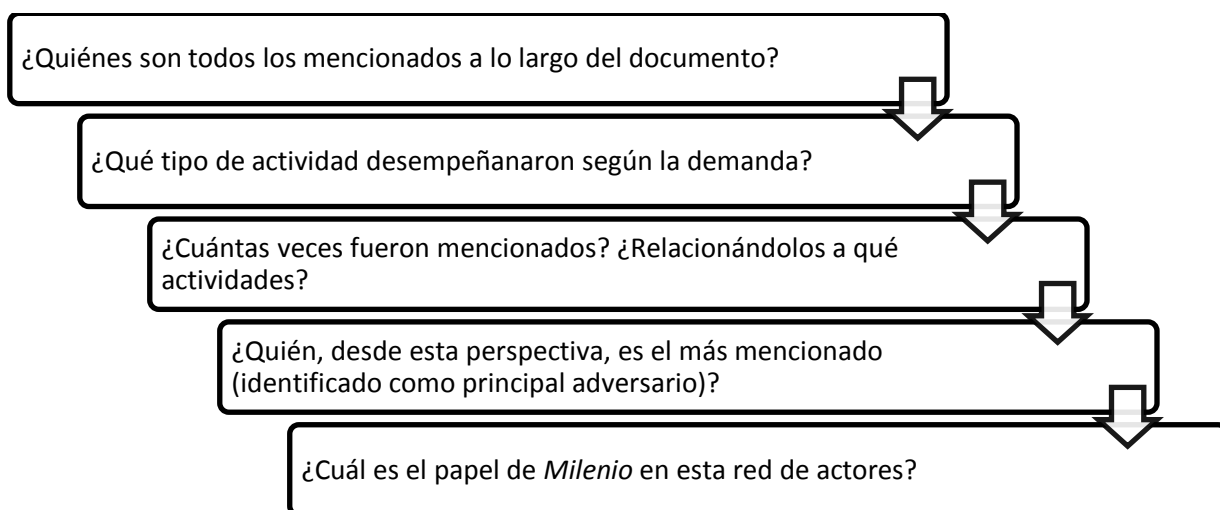 ¿Quiénes son todos los mencionados a lo largo del documento?
¿Qué tipo de actividad desempeñanaron según la demanda?
¿Cuántas veces fueron mencionados? ¿Relacionándolos a qué
actividades?
¿Quién, desde esta perspectiva, es el más mencionado
(identificado como principal adversario)?
¿Cuál es el papel de Milenio en esta red de actores?